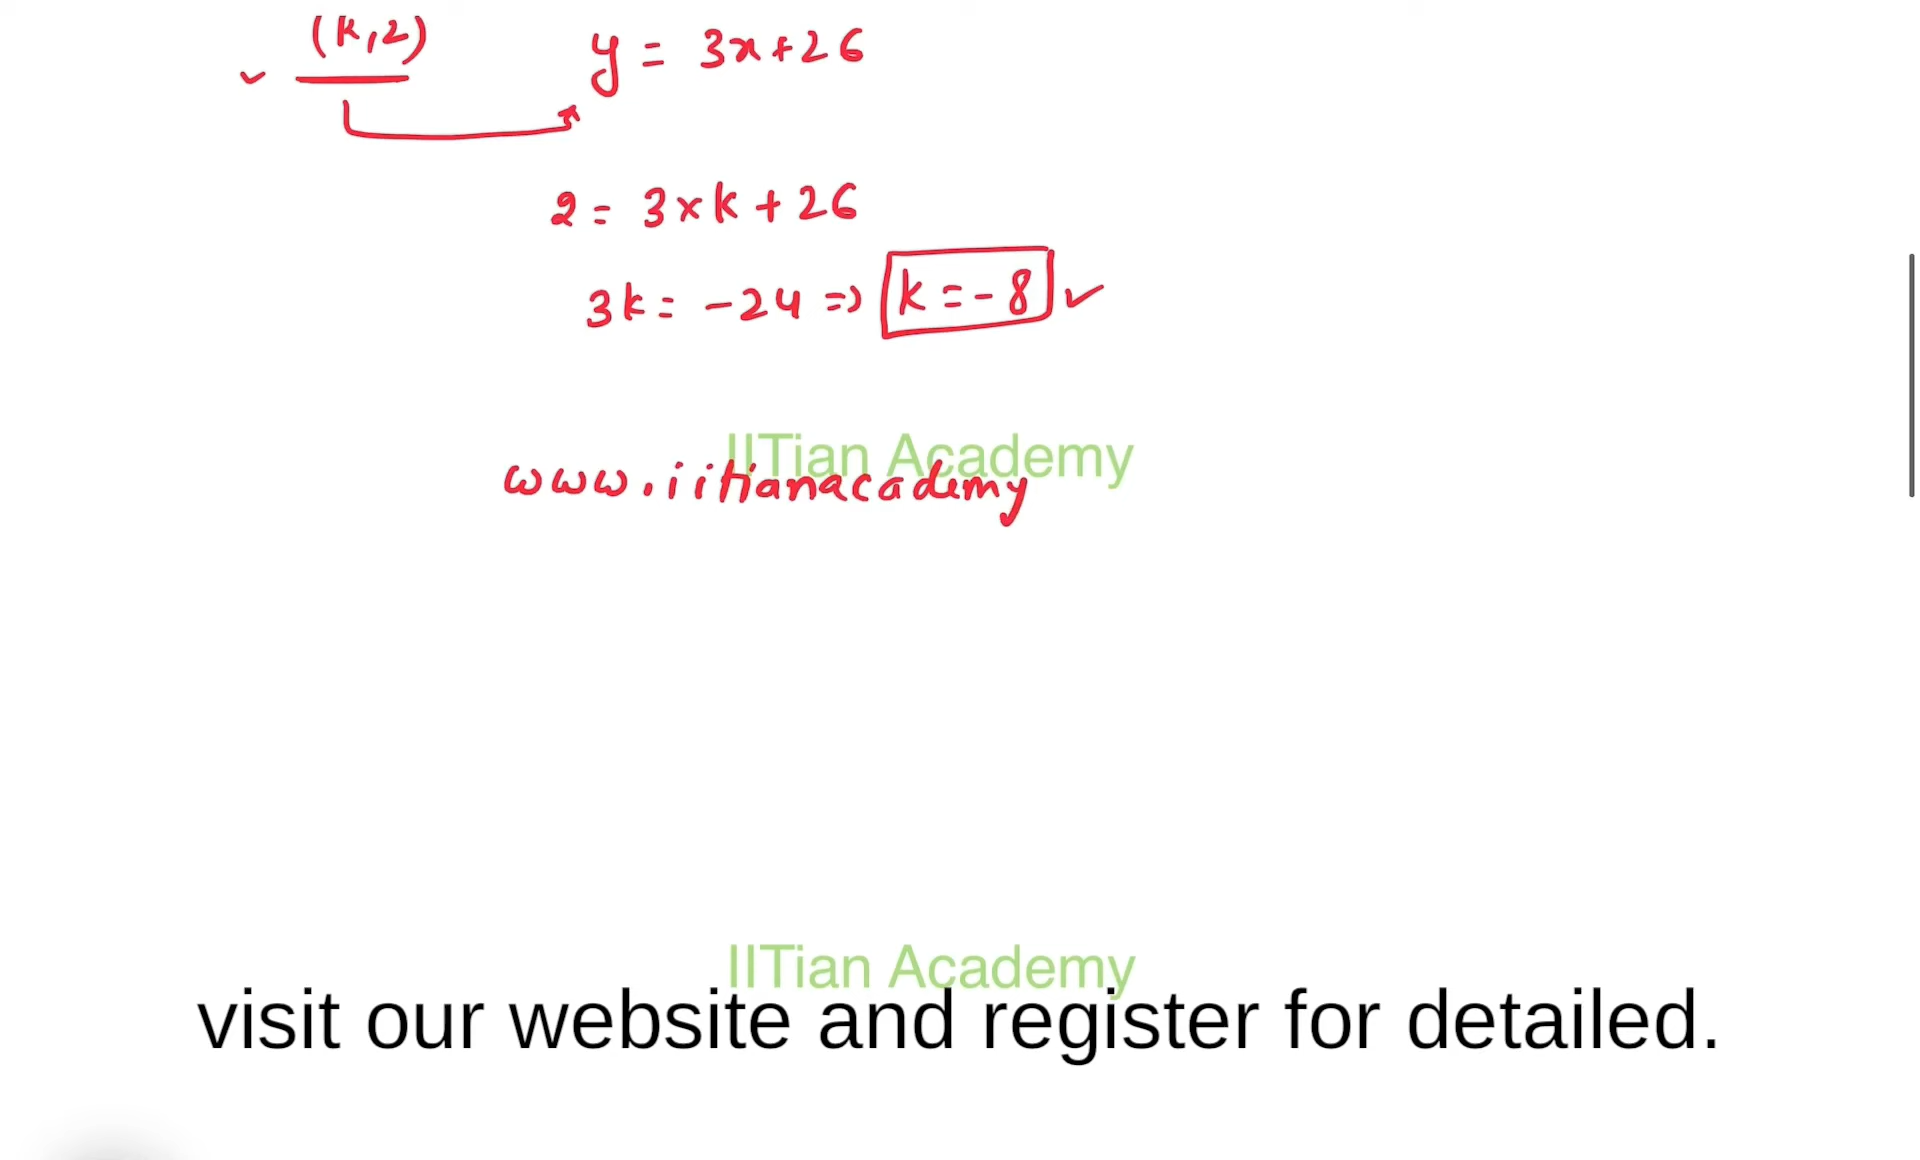 (k,2)
y = 3x+26
2 = 3×k + 26
3k = -24 => k = -8
IITian Academy
www.iitianacademy
IITian Academy
visit our website and register for detailed.